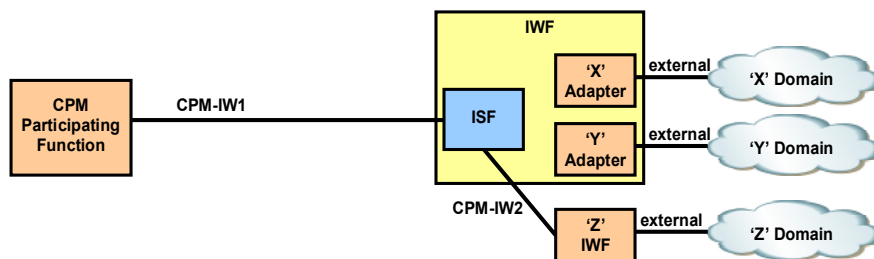 IWF
CPM
Participating
Function
CPM-IW1
ISF
'X'
Adapter
external
'X' Domain
'Y'
Adapter
external
'Y' Domain
CPM-IW2
'Z'
IWF
external
'Z' Domain